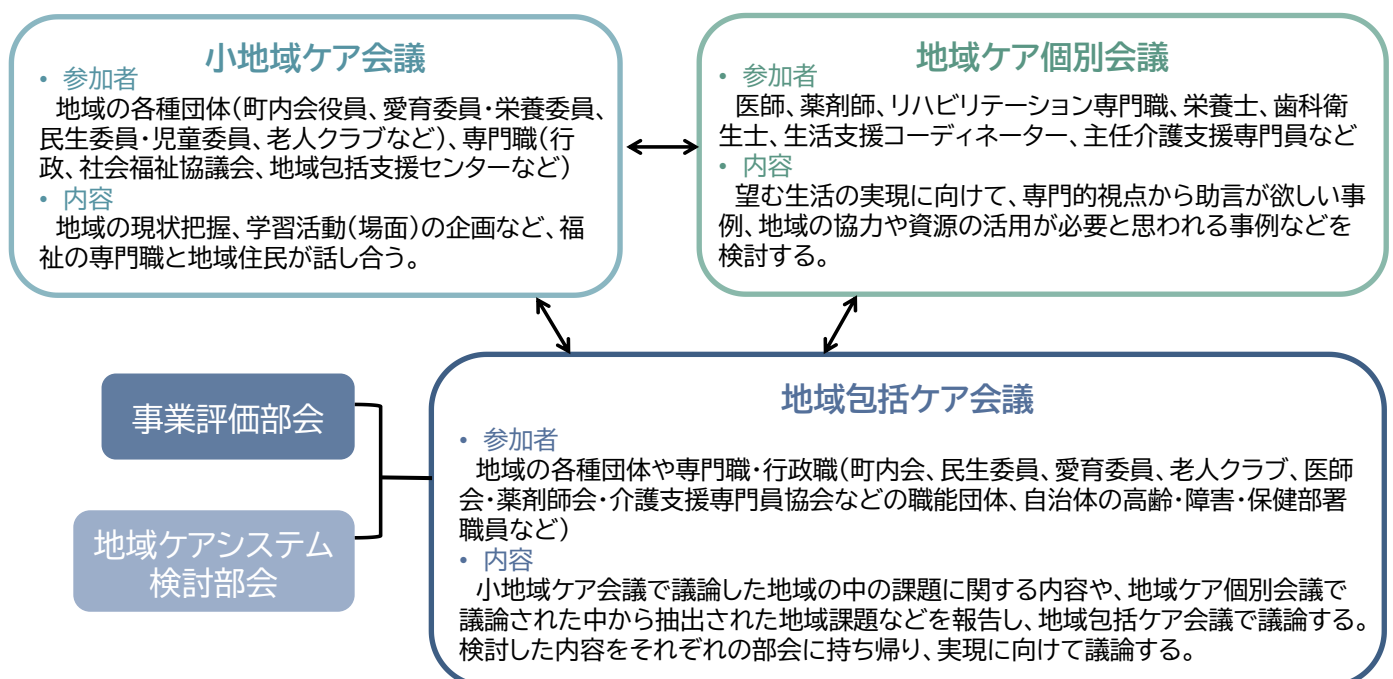 小地域ケア会議
• 参加者
地域の各種団体(町内会役員、愛育委員・栄養委員、
民生委員・児童委員、老人クラブなど)、専門職(行
政、社会福祉協議会、地域包括支援センターなど)
• 内容
地域の現状把握、学習活動(場面)の企画など、福
祉の専門職と地域住民が話し合う。
地域ケア個別会議
• 参加者
医師、薬剤師、リハビリテーション専門職、栄養士、歯科衛
生士、生活支援コーディネーター、主任介護支援専門員など
• 内容
望む生活の実現に向けて、専門的視点から助言が欲しい事
例、地域の協力や資源の活用が必要と思われる事例などを
検討する。
事業評価部会
地域ケアシステム
検討部会
地域包括ケア会議
• 参加者
地域の各種団体や専門職・行政職(町内会、民生委員、愛育委員、老人クラブ、医師
会・薬剤師会・介護支援専門員協会などの職能団体、自治体の高齢・障害・保健部署
職員など)
• 内容
小地域ケア会議で議論した地域の中の課題に関する内容や、地域ケア個別会議で
議論された中から抽出された地域課題などを報告し、地域包括ケア会議で議論する。
検討した内容をそれぞれの部会に持ち帰り、実現に向けて議論する。